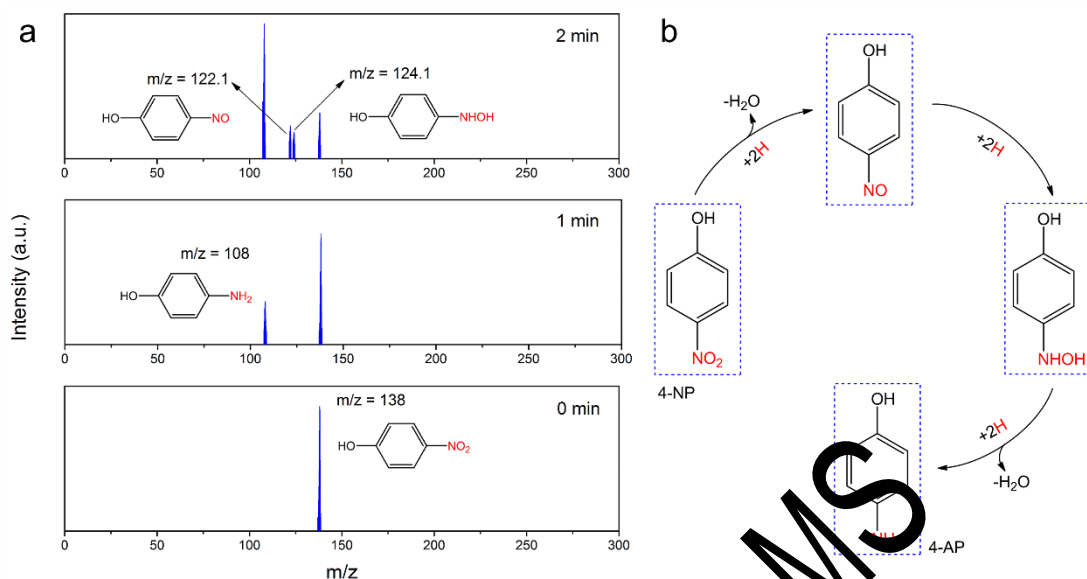 a
2 min
m/z = 122.1
m/z = 124.1
HO
NO
HO
NHOH
0 50 100 150 200 250 300
1 min
m/z = 108
HO
NH₂
0 50 100 150 200 250 300
0 min
m/z = 138
HO
NO₂
0 50 100 150 200 250 300
Intensity (a.u.)
m/z
b
OH
NO
-H₂O
+2H
+2H
OH
NO₂
4-NP
OH
NHOH
+2H
-H₂O
OH
4-AP
MS